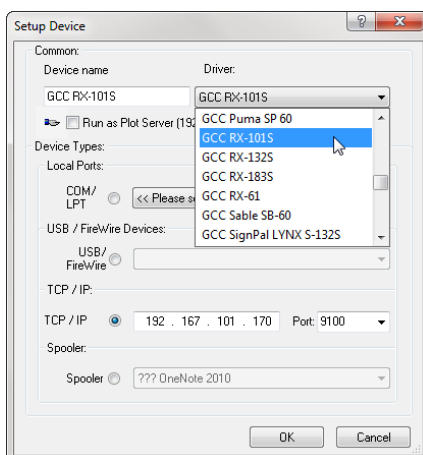 Setup Device
Common:
Device name Driver:
GCC RX-101S GCC RX-101S
Run as Plot Server (192
GCC Puma SP 60
GCC RX-101S
GCC RX-132S
GCC RX-183S
GCC RX-61
GCC Sable SB-60
GCC SignPal LYNX S-132S
Device Types:
Local Ports:
COM/
LPT
<< Please s
USB / FireWire Devices:
USB/
FireWire
TCP / IP:
TCP / IP 192 . 167 . 101 . 170 Port: 9100
Spooler:
Spooler ??? OneNote 2010
OK Cancel